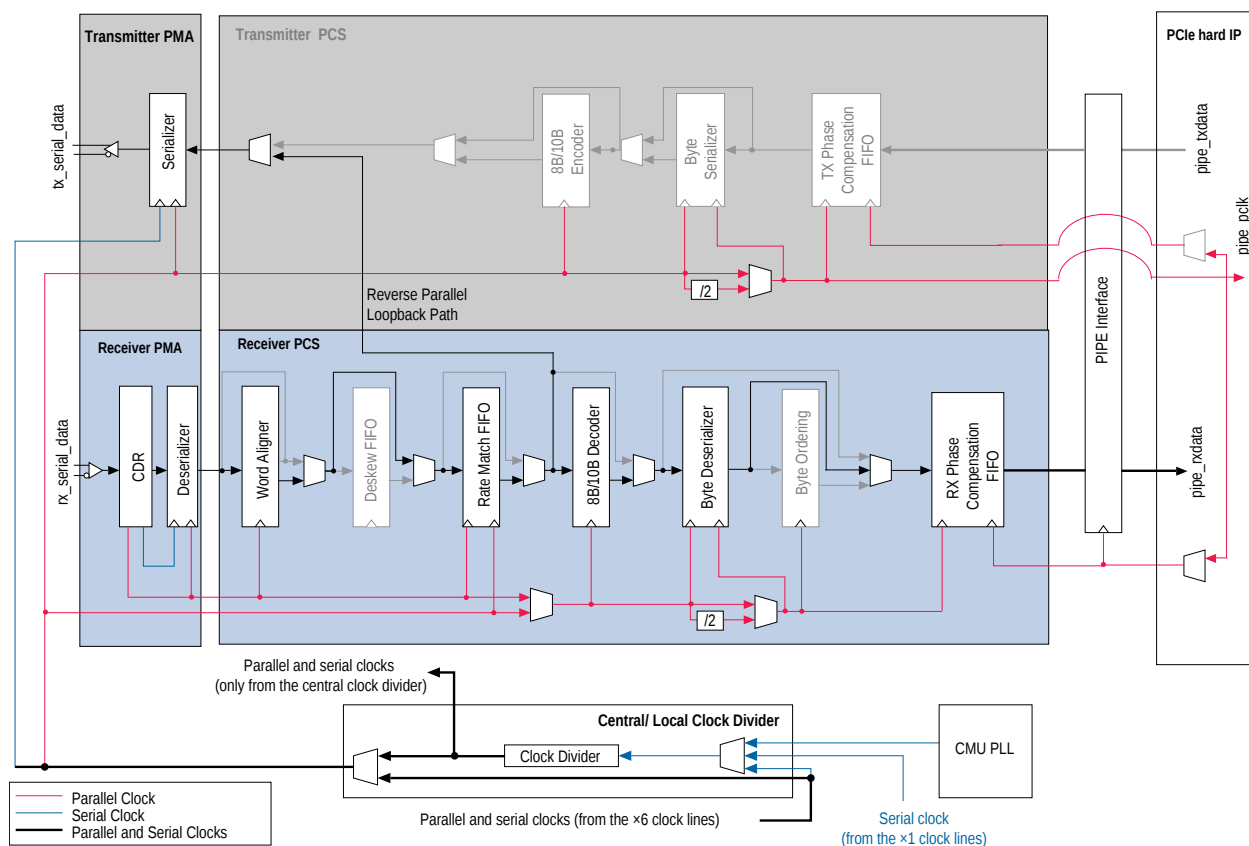 Transmitter PMA
Transmitter PCS
PCIe hard IP
tx_serial_data
Serializer
8B/10B
Encoder
Byte
Serializer
TX Phase
Compensation
FIFO
pipe_txdata
pipe_pclk
/2
Reverse Parallel
Loopback Path
PIPE Interface
Receiver PMA
Receiver PCS
rx_serial_data
CDR
Deserializer
Word Aligner
Deskew FIFO
Rate Match FIFO
8B/10B Decoder
Byte Deserializer
Byte Ordering
RX Phase
Compensation
FIFO
pipe_rxdata
/2
Parallel and serial clocks
(only from the central clock divider)
Central/ Local Clock Divider
Clock Divider
CMU PLL
Parallel Clock
Serial Clock
Parallel and Serial Clocks
Parallel and serial clocks (from the ×6 clock lines)
Serial clock
(from the ×1 clock lines)